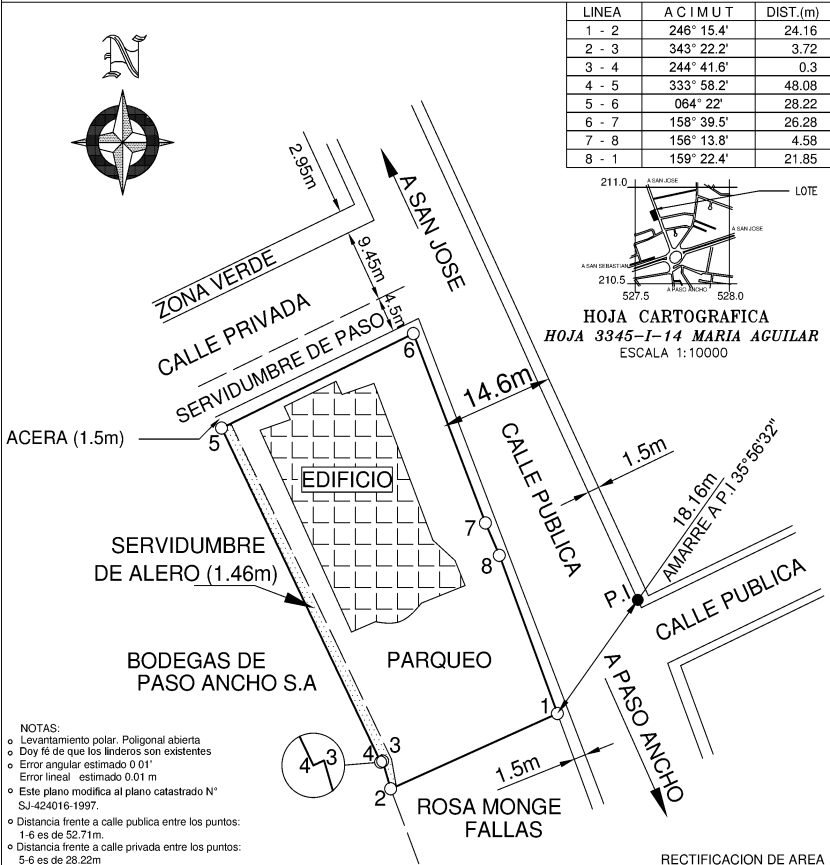 LINEA ACIMUT DIST.(m)
1 - 2 246° 15.4' 24.16
2 - 3 343° 22.2' 3.72
3 - 4 244° 41.6' 0.3
4 - 5 333° 58.2' 48.08
5 - 6 064° 22' 28.22
6 - 7 158° 39.5' 26.28
7 - 8 156° 13.8' 4.58
8 - 1 159° 22.4' 21.85
N
211.0
A SAN JOSE
LOTE
A SAN JOSE
A SAN SEBASTIAN
210.5
A PASO ANCHO
527.5 528.0
HOJA CARTOGRAFICA
HOJA 3345-I-14 MARIA AGUILAR
ESCALA 1:10000
2.95m
A SAN JOSE
9.45m
ZONA VERDE
CALLE PRIVADA
4.5m
SERVIDUMBRE DE PASO
6
14.6m
ACERA (1.5m)
5
EDIFICIO
CALLE PUBLICA
1.5m
18.16m
AMARRE A P.I 35°56'32"
7
8
SERVIDUMBRE
DE ALERO (1.46m)
P.I
CALLE PUBLICA
BODEGAS DE
PASO ANCHO S.A
PARQUEO
A PASO ANCHO
1
4 3
4 3
2
1.5m
ROSA MONGE
FALLAS
NOTAS:
Levantamiento polar. Poligonal abierta
Doy fé de que los linderos son existentes
Error angular estimado 0 01'
Error lineal estimado 0.01 m
Este plano modifica al plano catastrado N°
SJ-424016-1997.
Distancia frente a calle publica entre los puntos:
1-6 es de 52.71m.
Distancia frente a calle privada entre los puntos:
5-6 es de 28.22m
RECTIFICACION DE AREA